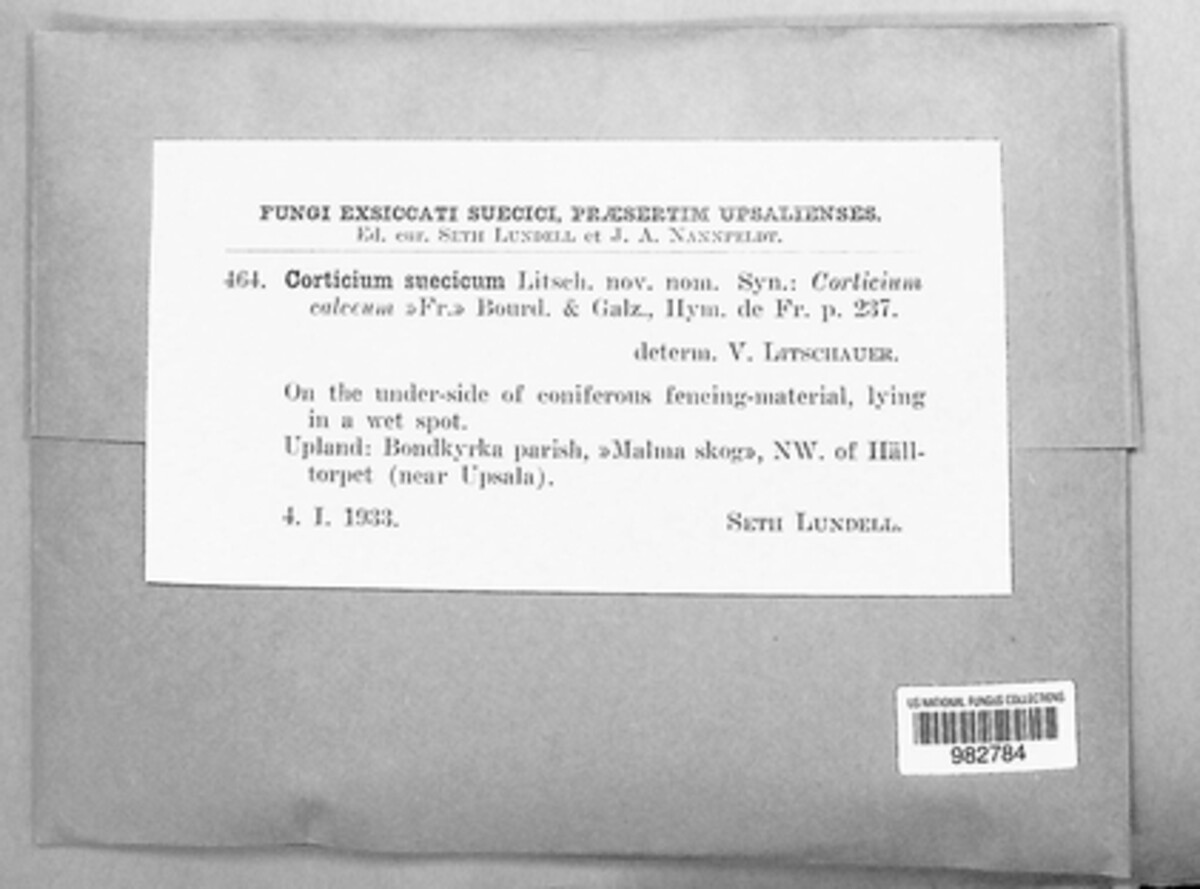 FUNGI EXSICCATI SUECICI, PRÆSERTIM UPSALIENSES.
Ed. cur. SETH LUNDELL et J. A. NANNFELDT.
464. Corticium suecicum Litsch. nov. nom. Syn.: Corticium
calceum »Fr.» Bourd. & Galz., Hym. de Fr. p. 237.
determ. V. LITSCHAUER.
On the under-side of coniferous fencing-material, lying
in a wet spot.
Upland: Bondkyrka parish, »Malma skog», NW. of Häll-
torpet (near Upsala).
4. I. 1933. SETH LUNDELL.
US NATIONAL FUNGUS COLLECTIONS
982784